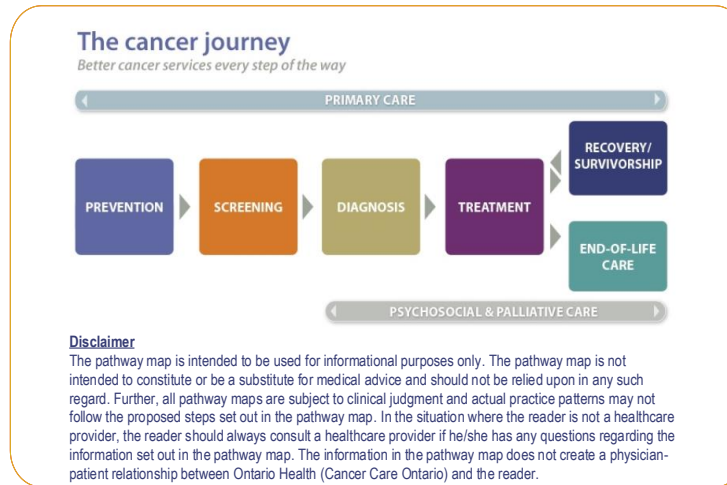 The cancer journey
Better cancer services every step of the way
PRIMARY CARE
PREVENTION
SCREENING
DIAGNOSIS
TREATMENT
RECOVERY/
SURVIVORSHIP
END-OF-LIFE
CARE
PSYCHOSOCIAL & PALLIATIVE CARE
Disclaimer
The pathway map is intended to be used for informational purposes only. The pathway map is not
intended to constitute or be a substitute for medical advice and should not be relied upon in any such
regard. Further, all pathway maps are subject to clinical judgment and actual practice patterns may not
follow the proposed steps set out in the pathway map. In the situation where the reader is not a healthcare
provider, the reader should always consult a healthcare provider if he/she has any questions regarding the
information set out in the pathway map. The information in the pathway map does not create a physician-
patient relationship between Ontario Health (Cancer Care Ontario) and the reader.